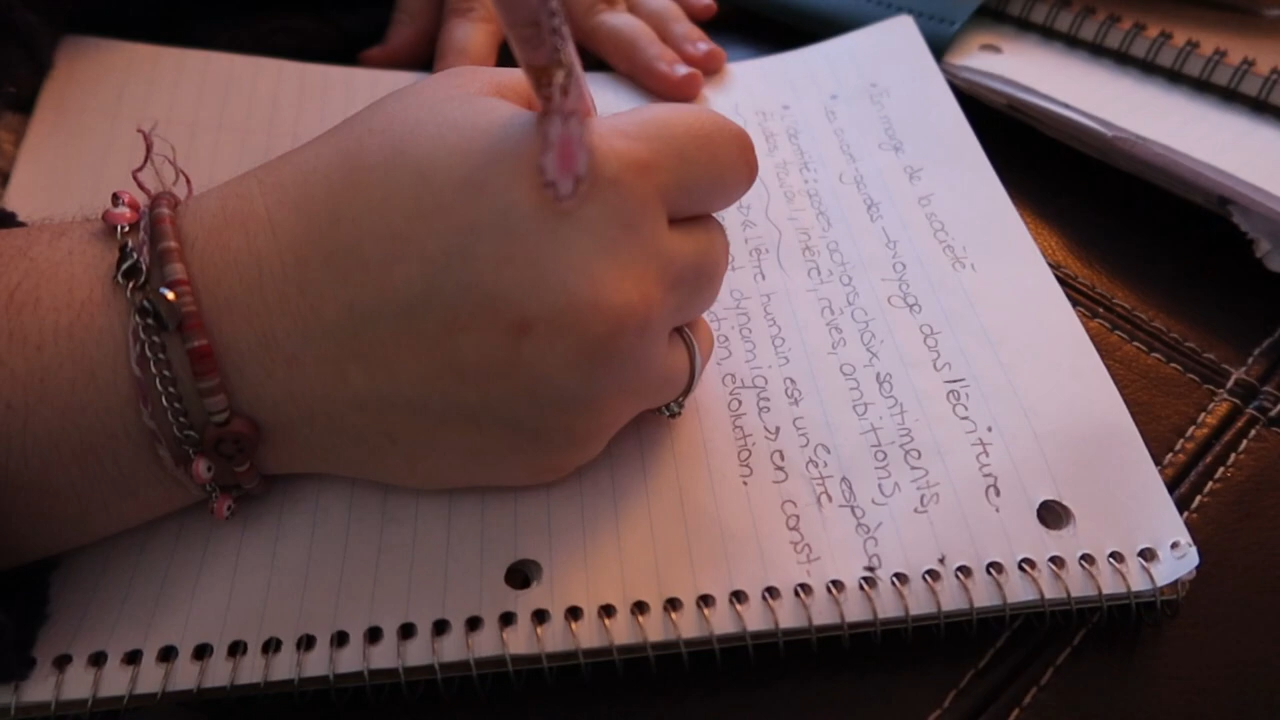 • En marge de la société
• Les avant-gardes → voyage dans l'écriture.
• L'identité: gestes, actions, choix, sentiments,
études, travail, intérêt, rêves, ambitions,
→ « L'être humain est un être
dynamique » en const-
évolution.